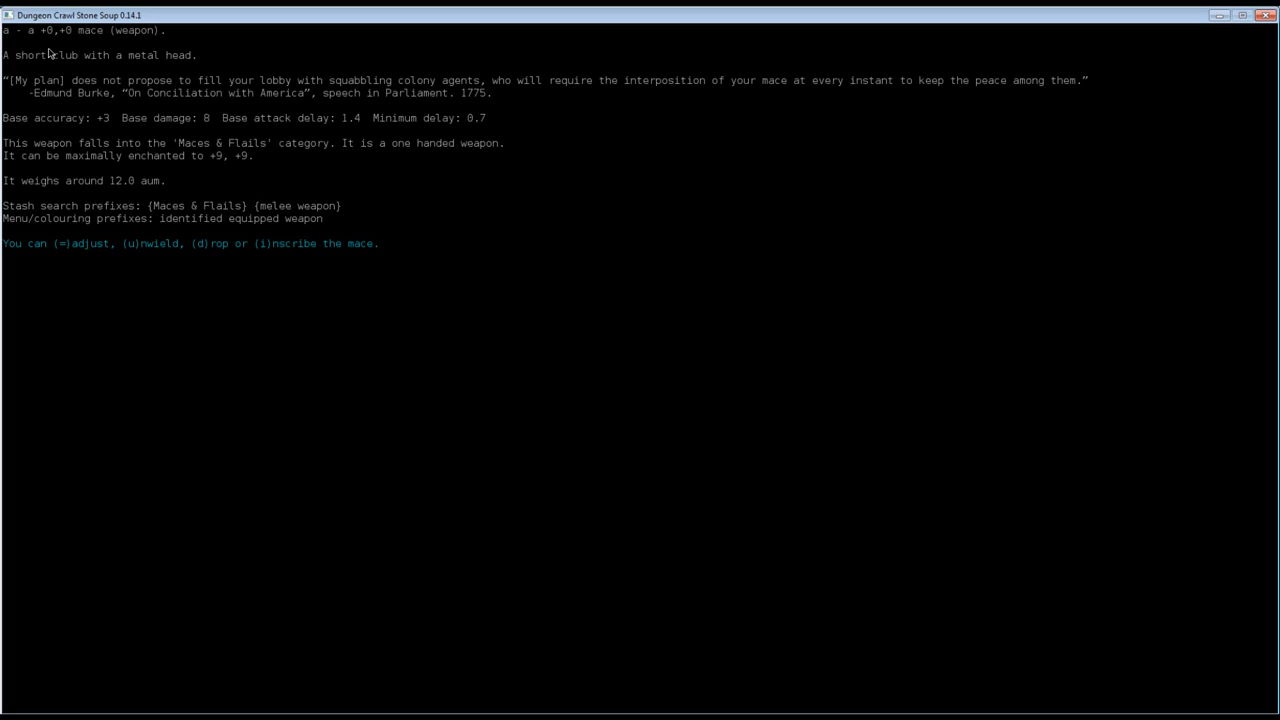 Dungeon Crawl Stone Soup 0.14.1
a - a +0,+0 mace (weapon).
A short club with a metal head.
“[My plan] does not propose to fill your lobby with squabbling colony agents, who will require the interposition of your mace at every instant to keep the peace among them.”
-Edmund Burke, “On Conciliation with America”, speech in Parliament. 1775.
Base accuracy: +3  Base damage: 8  Base attack delay: 1.4  Minimum delay: 0.7
This weapon falls into the 'Maces & Flails' category. It is a one handed weapon.
It can be maximally enchanted to +9, +9.
It weighs around 12.0 aum.
Stash search prefixes: {Maces & Flails} {melee weapon}
Menu/colouring prefixes: identified equipped weapon
You can (=)adjust, (u)nwield, (d)rop or (i)nscribe the mace.